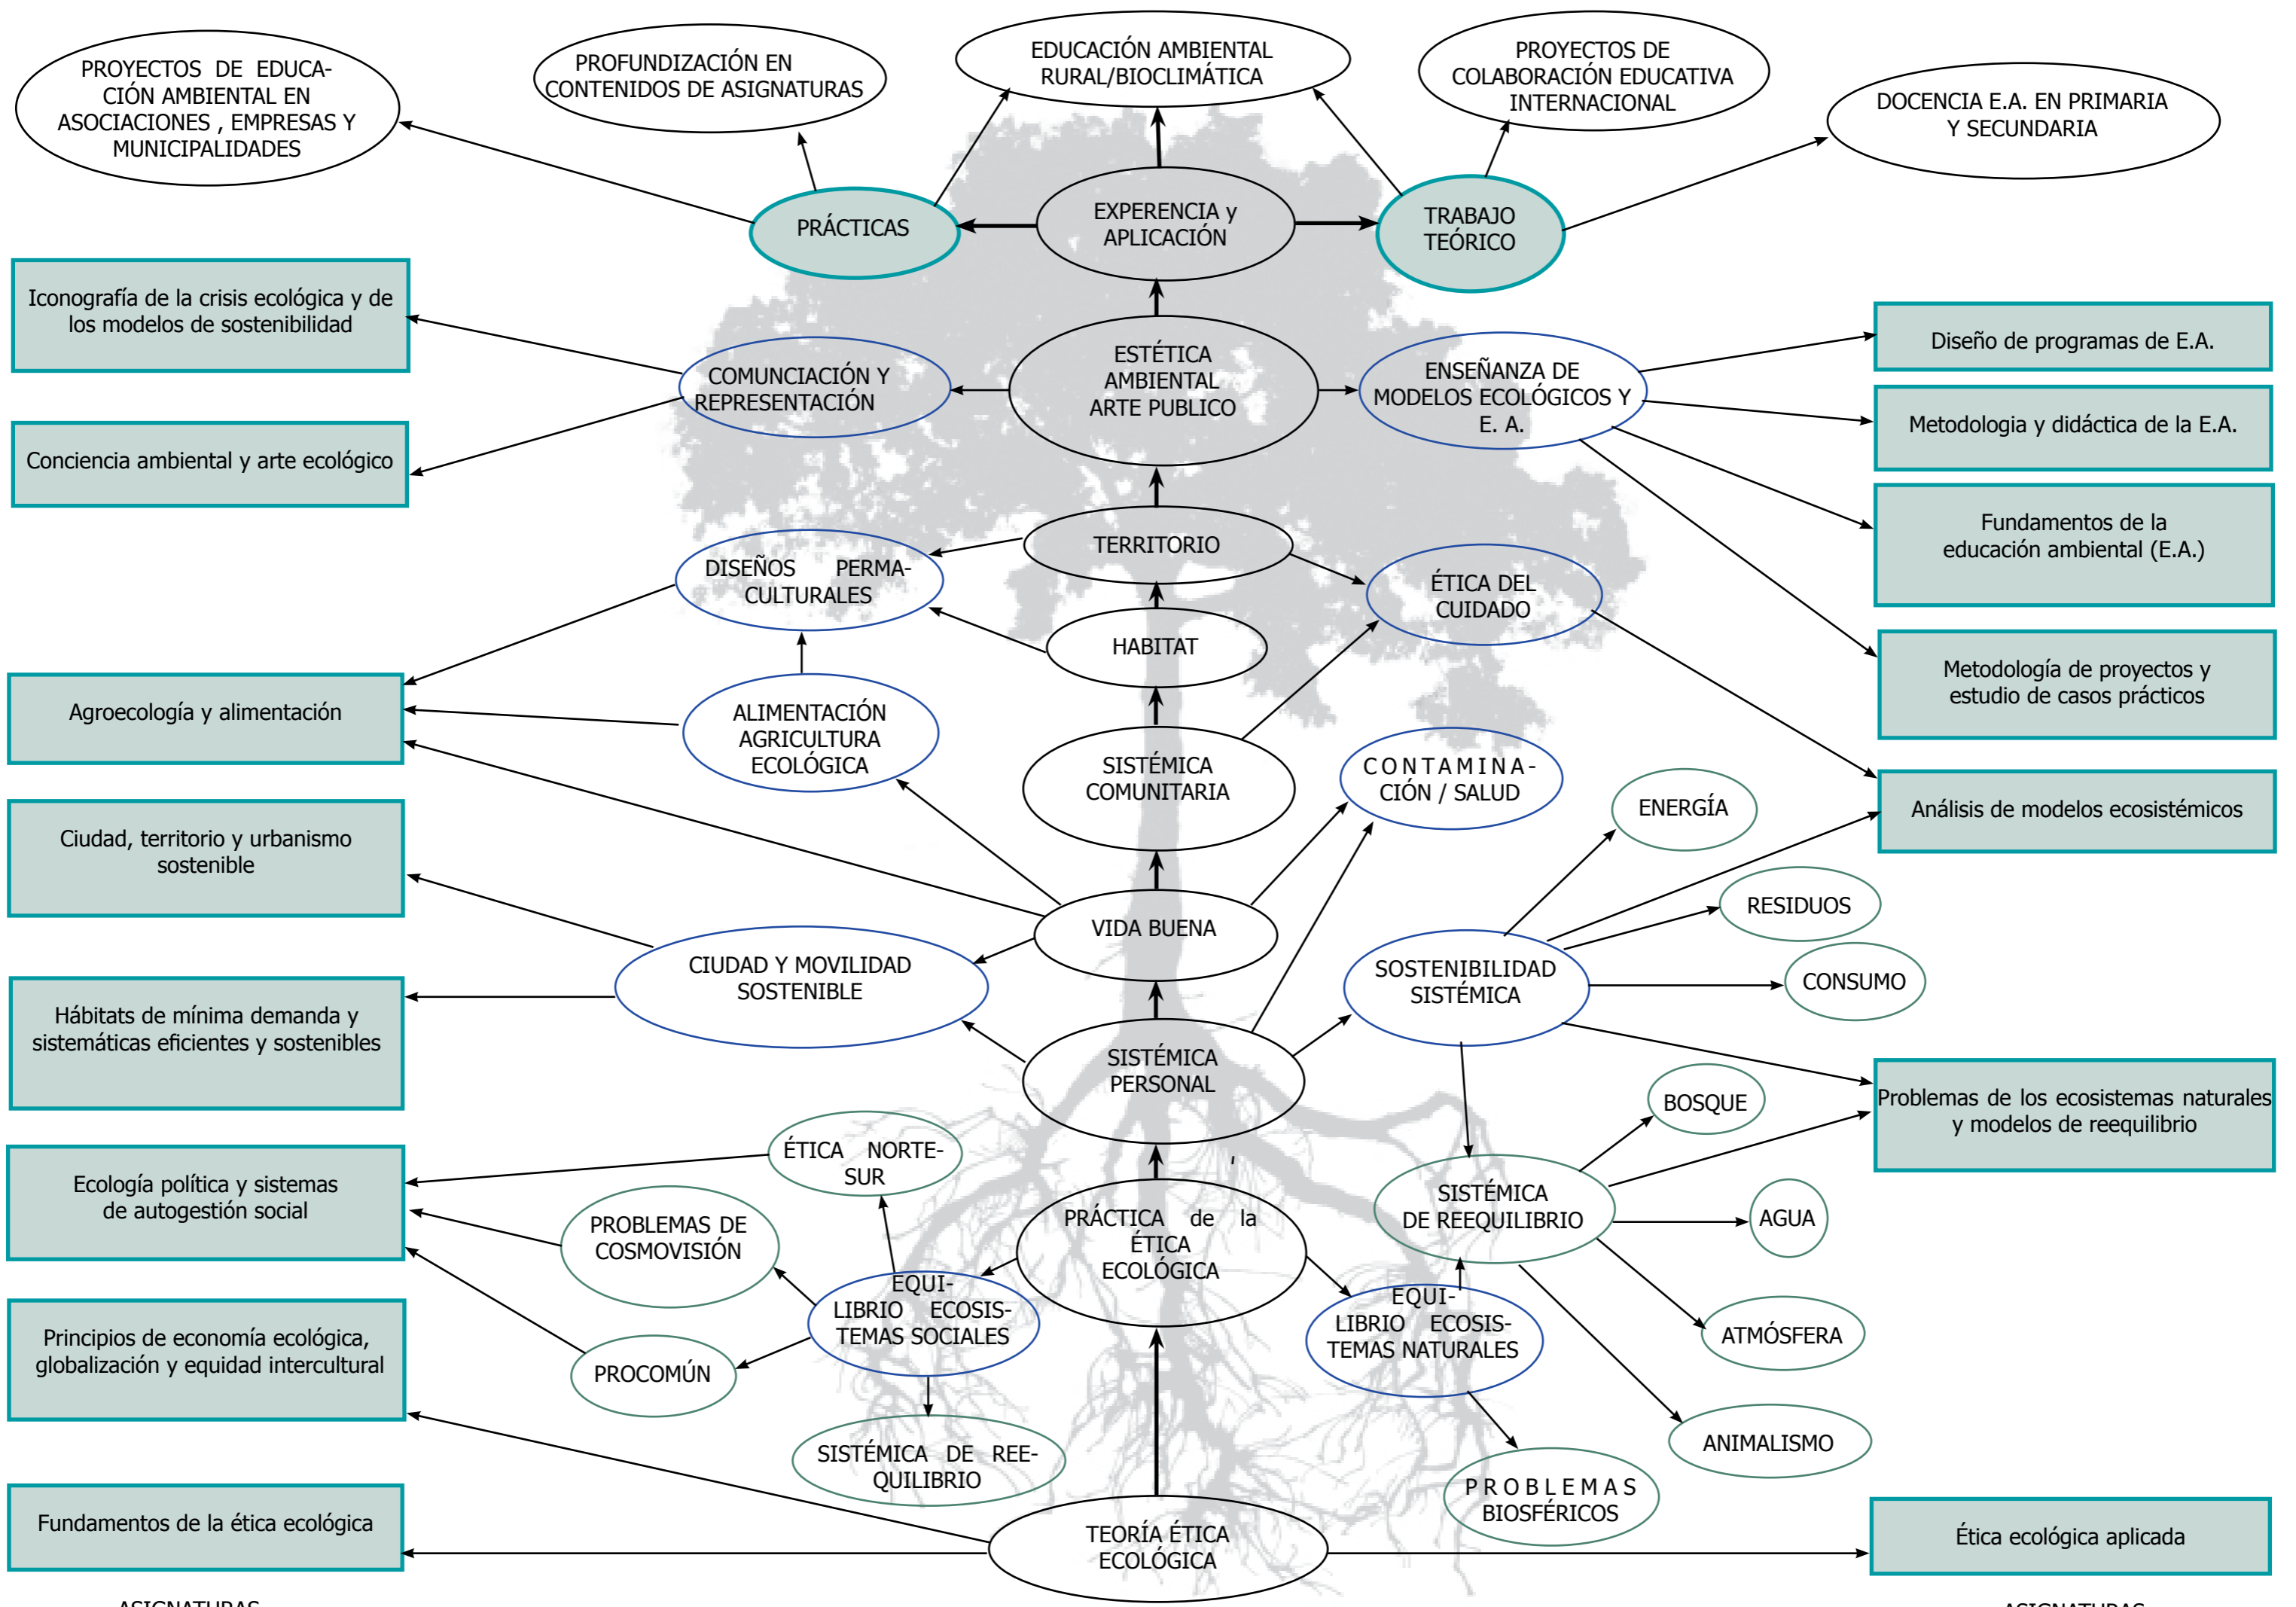 PROYECTOS DE EDUCA-
CIÓN AMBIENTAL EN
ASOCIACIONES , EMPRESAS Y
MUNICIPALIDADES
PROFUNDIZACIÓN EN
CONTENIDOS DE ASIGNATURAS
EDUCACIÓN AMBIENTAL
RURAL/BIOCLIMÁTICA
PROYECTOS DE
COLABORACIÓN EDUCATIVA
INTERNACIONAL
DOCENCIA E.A. EN PRIMARIA
Y SECUNDARIA
PRÁCTICAS
EXPERENCIA y
APLICACIÓN
TRABAJO
TEÓRICO
Iconografía de la crisis ecológica y de
los modelos de sostenibilidad
COMUNCIACIÓN Y
REPRESENTACIÓN
ESTÉTICA
AMBIENTAL
ARTE PUBLICO
ENSEÑANZA DE
MODELOS ECOLÓGICOS Y
E. A.
Diseño de programas de E.A.
Metodologia y didáctica de la E.A.
Conciencia ambiental y arte ecológico
Fundamentos de la
educación ambiental (E.A.)
TERRITORIO
DISEÑOS PERMA-
CULTURALES
ÉTICA DEL
CUIDADO
HABITAT
Metodología de proyectos y
estudio de casos prácticos
Agroecología y alimentación
ALIMENTACIÓN
AGRICULTURA
ECOLÓGICA
SISTÉMICA
COMUNITARIA
CONTAMINA-
CIÓN / SALUD
ENERGÍA
Análisis de modelos ecosistémicos
Ciudad, territorio y urbanismo
sostenible
RESIDUOS
VIDA BUENA
CIUDAD Y MOVILIDAD
SOSTENIBLE
SOSTENIBILIDAD
SISTÉMICA
CONSUMO
Hábitats de mínima demanda y
sistemáticas eficientes y sostenibles
SISTÉMICA
PERSONAL
BOSQUE
Problemas de los ecosistemas naturales
y modelos de reequilibrio
ÉTICA NORTE-
SUR
Ecología política y sistemas
de autogestión social
PROBLEMAS DE
COSMOVISIÓN
PRÁCTICA de la
ÉTICA
ECOLÓGICA
SISTÉMICA
DE REEQUILIBRIO
AGUA
EQUI-
LIBRIO ECOSIS-
TEMAS SOCIALES
EQUI-
LIBRIO ECOSIS-
TEMAS NATURALES
ATMÓSFERA
Principios de economía ecológica,
globalización y equidad intercultural
PROCOMÚN
ANIMALISMO
SISTÉMICA DE REE-
QUILIBRIO
PROBLEMAS
BIOSFÉRICOS
Fundamentos de la ética ecológica
TEORÍA ÉTICA
ECOLÓGICA
Ética ecológica aplicada
ASIGNATURAS
ASIGNATURAS